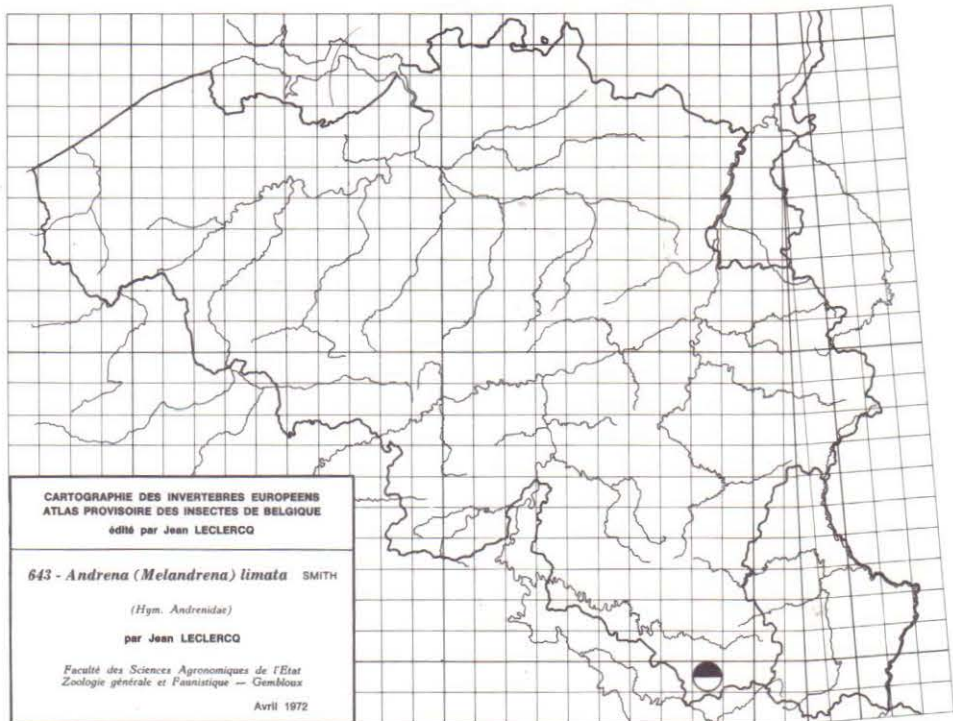 CARTOGRAPHIE DES INVERTEBRES EUROPEENS
ATLAS PROVISOIRE DES INSECTES DE BELGIQUE
édité par Jean LECLERCQ
643 - Andrena (Melandrena) limata SMITH
(Hym. Andrenidae)
par Jean LECLERCQ
Faculté des Sciences Agronomiques de l'Etat
Zoologie générale et Faunistique — Gembloux
Avril 1972